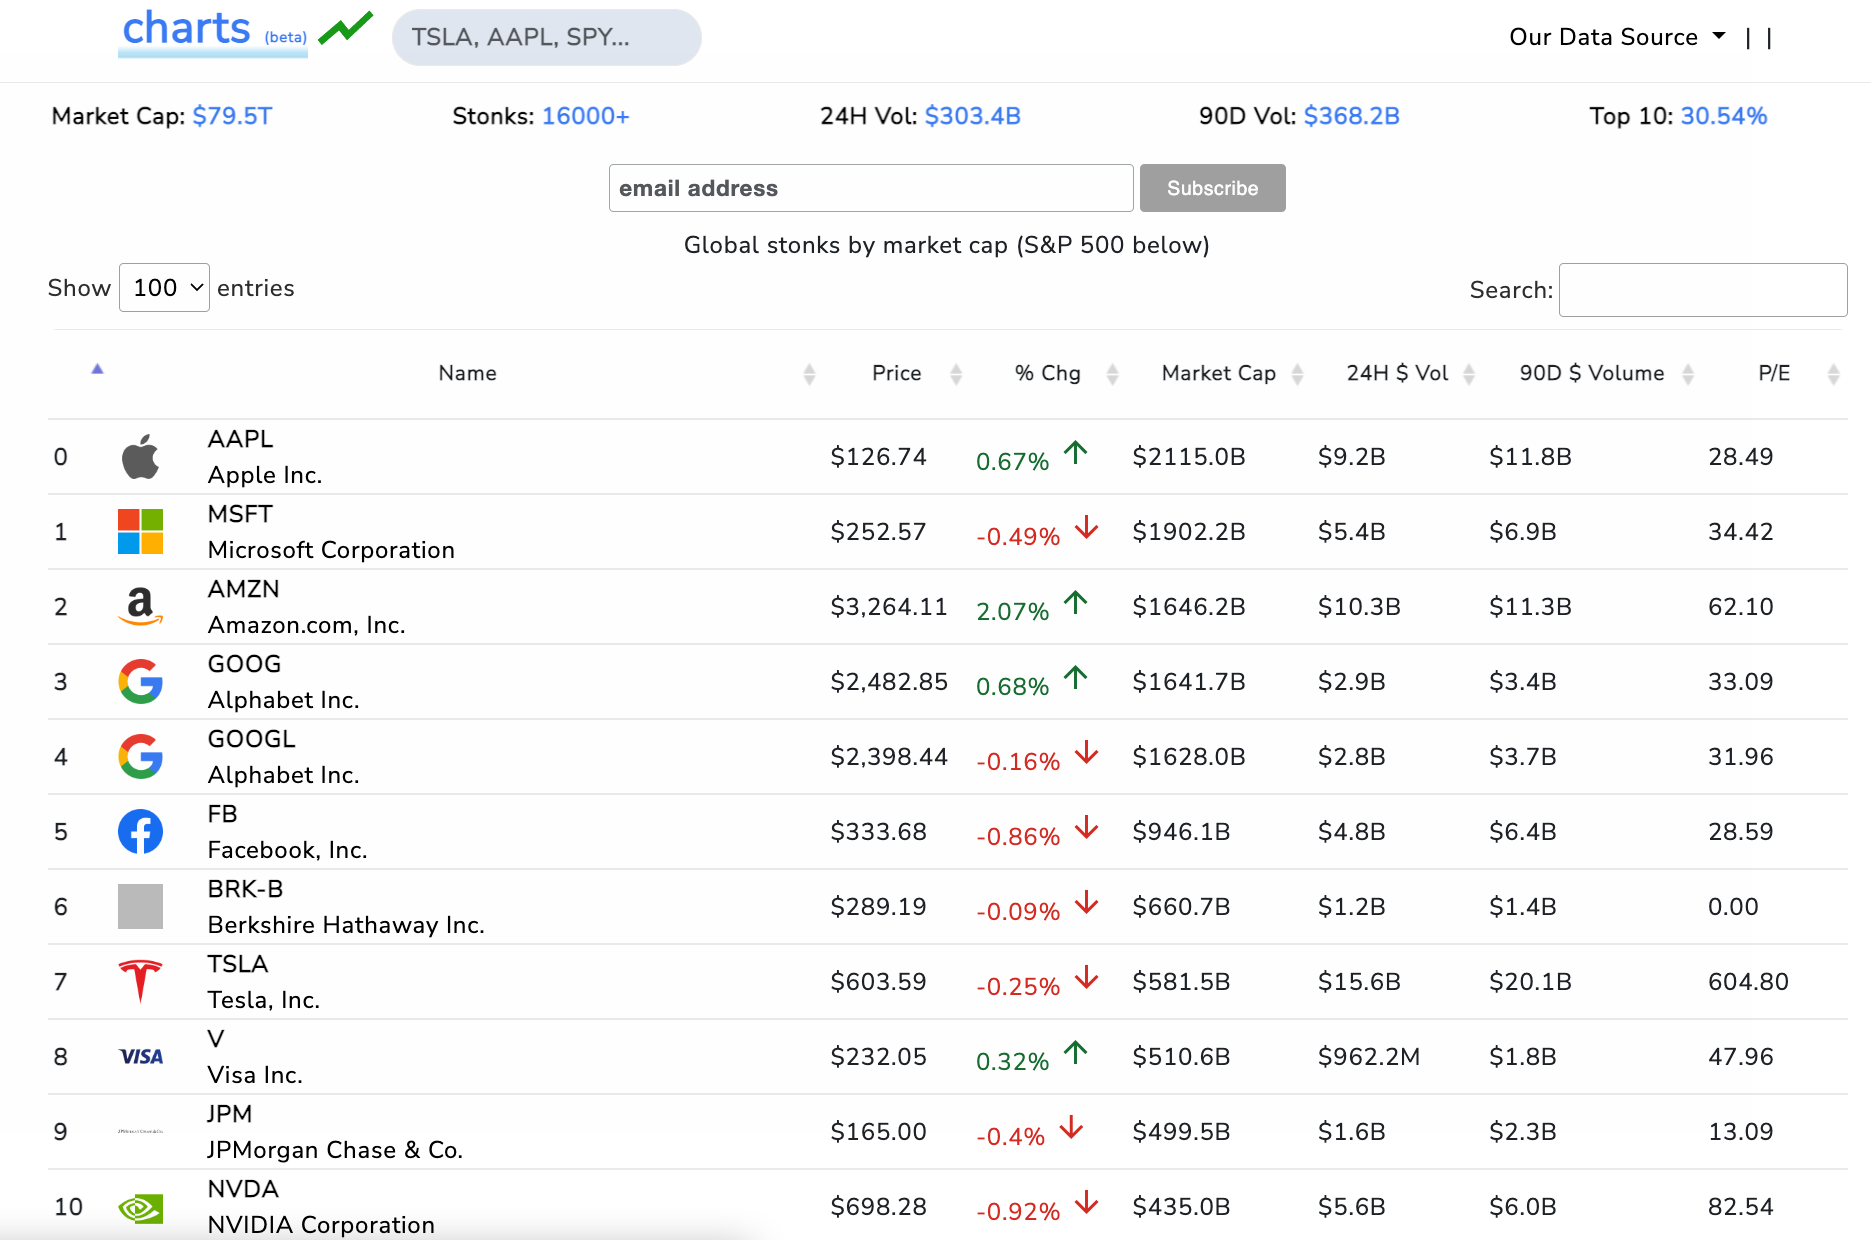 charts (beta)
TSLA, AAPL, SPY...
Our Data Source | |
Market Cap: $79.5T Stonks: 16000+ 24H Vol: $303.4B 90D Vol: $368.2B Top 10: 30.54%
email address Subscribe
Global stonks by market cap (S&P 500 below)
Show 100 entries Search:
Name Price % Chg Market Cap 24H $ Vol 90D $ Volume P/E
AAPL
0 $126.74 0.67% $2115.0B $9.2B $11.8B 28.49
Apple Inc.
MSFT
1 $252.57 -0.49% $1902.2B $5.4B $6.9B 34.42
Microsoft Corporation
AMZN
2 a $3,264.11 2.07% $1646.2B $10.3B $11.3B 62.10
Amazon.com, Inc.
GOOG
3 G $2,482.85 0.68% $1641.7B $2.9B $3.4B 33.09
Alphabet Inc.
GOOGL
4 G $2,398.44 -0.16% $1628.0B $2.8B $3.7B 31.96
Alphabet Inc.
FB
5 f $333.68 -0.86% $946.1B $4.8B $6.4B 28.59
Facebook, Inc.
BRK-B
6 $289.19 -0.09% $660.7B $1.2B $1.4B 0.00
Berkshire Hathaway Inc.
TSLA
7 $603.59 -0.25% $581.5B $15.6B $20.1B 604.80
Tesla, Inc.
V
8 VISA $232.05 0.32% $510.6B $962.2M $1.8B 47.96
Visa Inc.
JPM
9 $165.00 -0.4% $499.5B $1.6B $2.3B 13.09
JPMorgan Chase & Co.
NVDA
10 $698.28 -0.92% $435.0B $5.6B $6.0B 82.54
NVIDIA Corporation